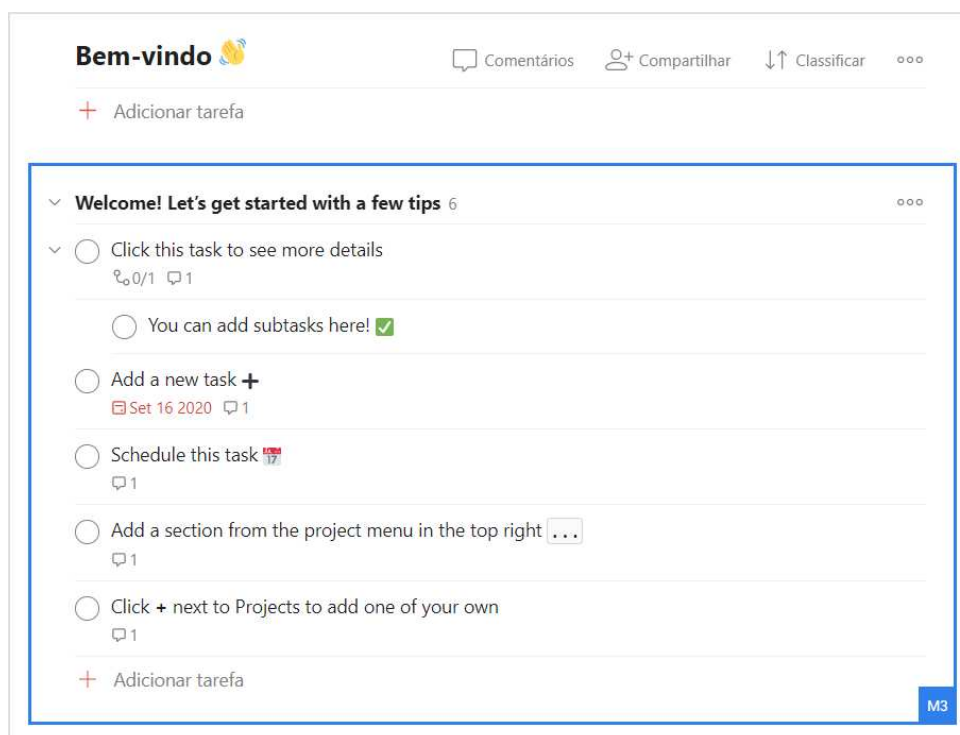 Bem-vindo 👋
Comentários Compartilhar Classificar
Adicionar tarefa
Welcome! Let's get started with a few tips 6
Click this task to see more details
0/1 1
You can add subtasks here! ✅
Add a new task ➕
Set 16 2020 1
Schedule this task 📅
1
Add a section from the project menu in the top right ...
1
Click + next to Projects to add one of your own
1
Adicionar tarefa
M3